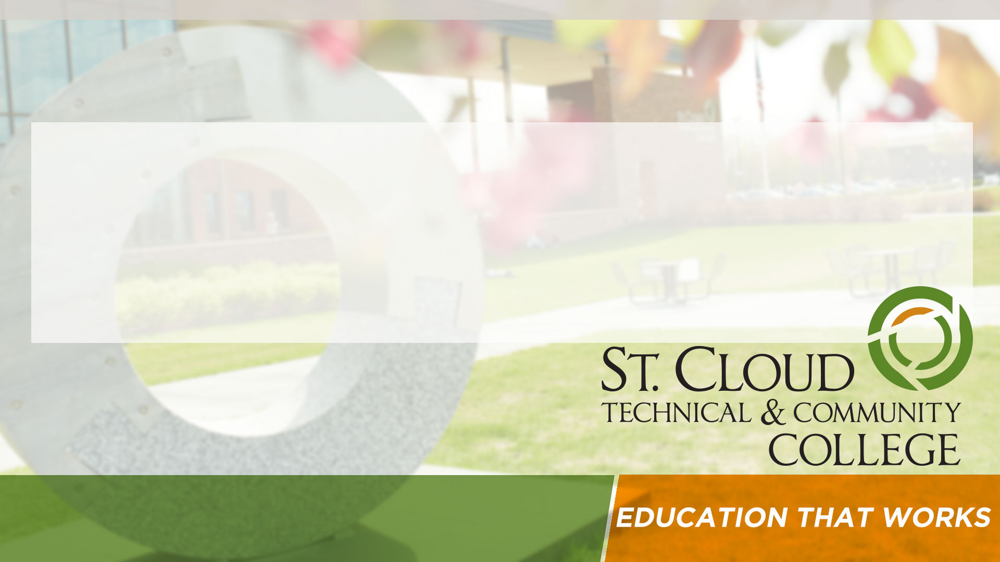 ST. CLOUD
TECHNICAL & COMMUNITY
COLLEGE
EDUCATION THAT WORKS